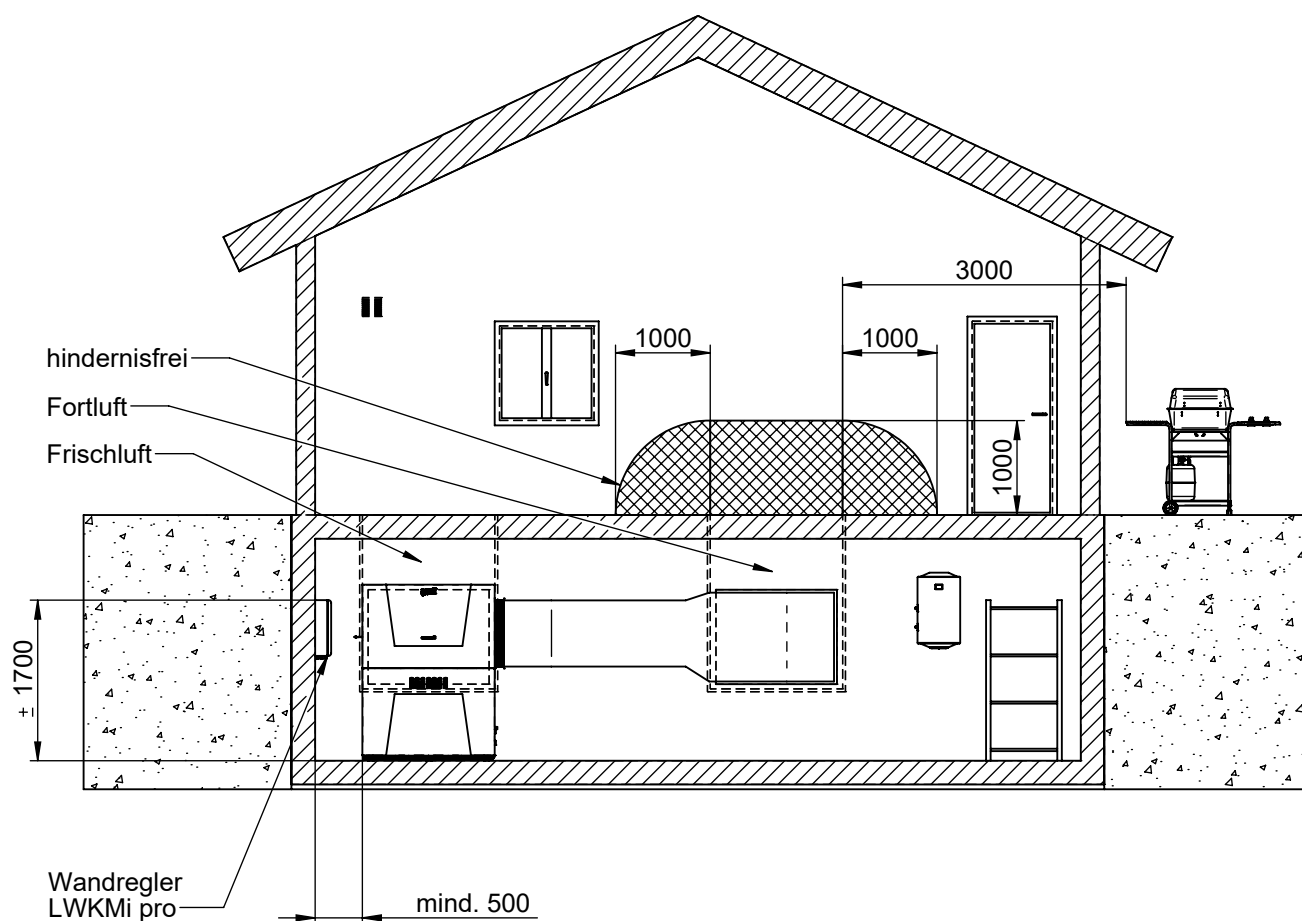 3000
1000
1000
hindernisfrei
Fortluft
Frischluft
1000
± 1700
Wandregler
LWKMi pro
mind. 500